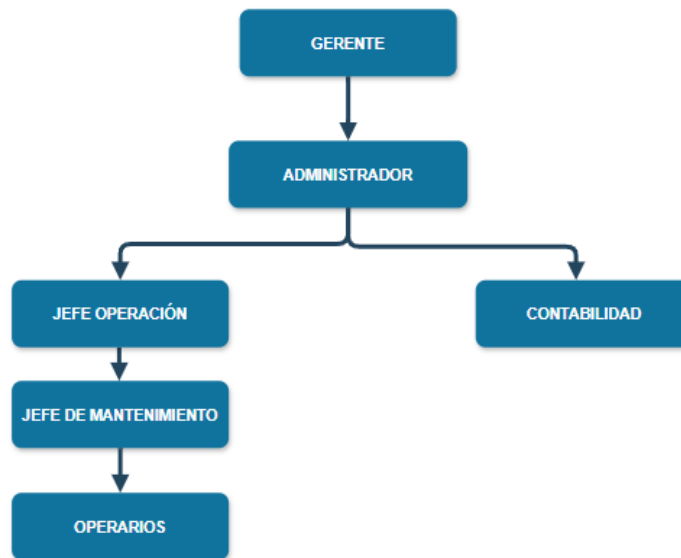 GERENTE
ADMINISTRADOR
JEFE OPERACIÓN
CONTABILIDAD
JEFE DE MANTENIMIENTO
OPERARIOS